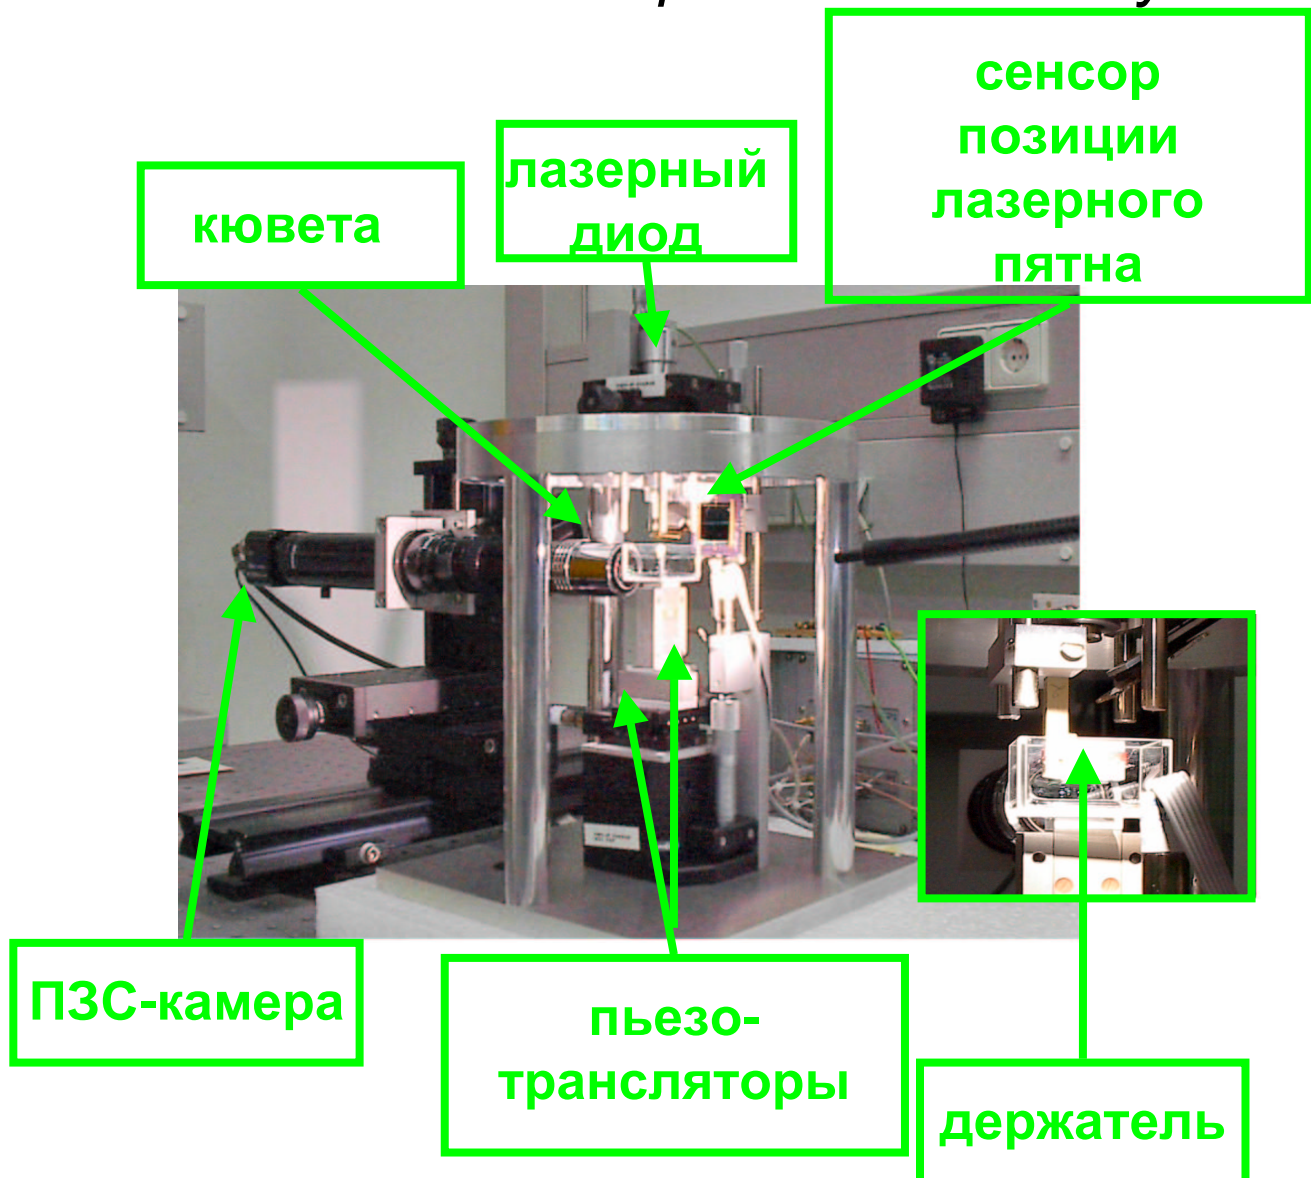 сенсор
позиции
лазерного
пятна
лазерный
диод
кювета
ПЗС-камера
пьезо-
трансляторы
держатель